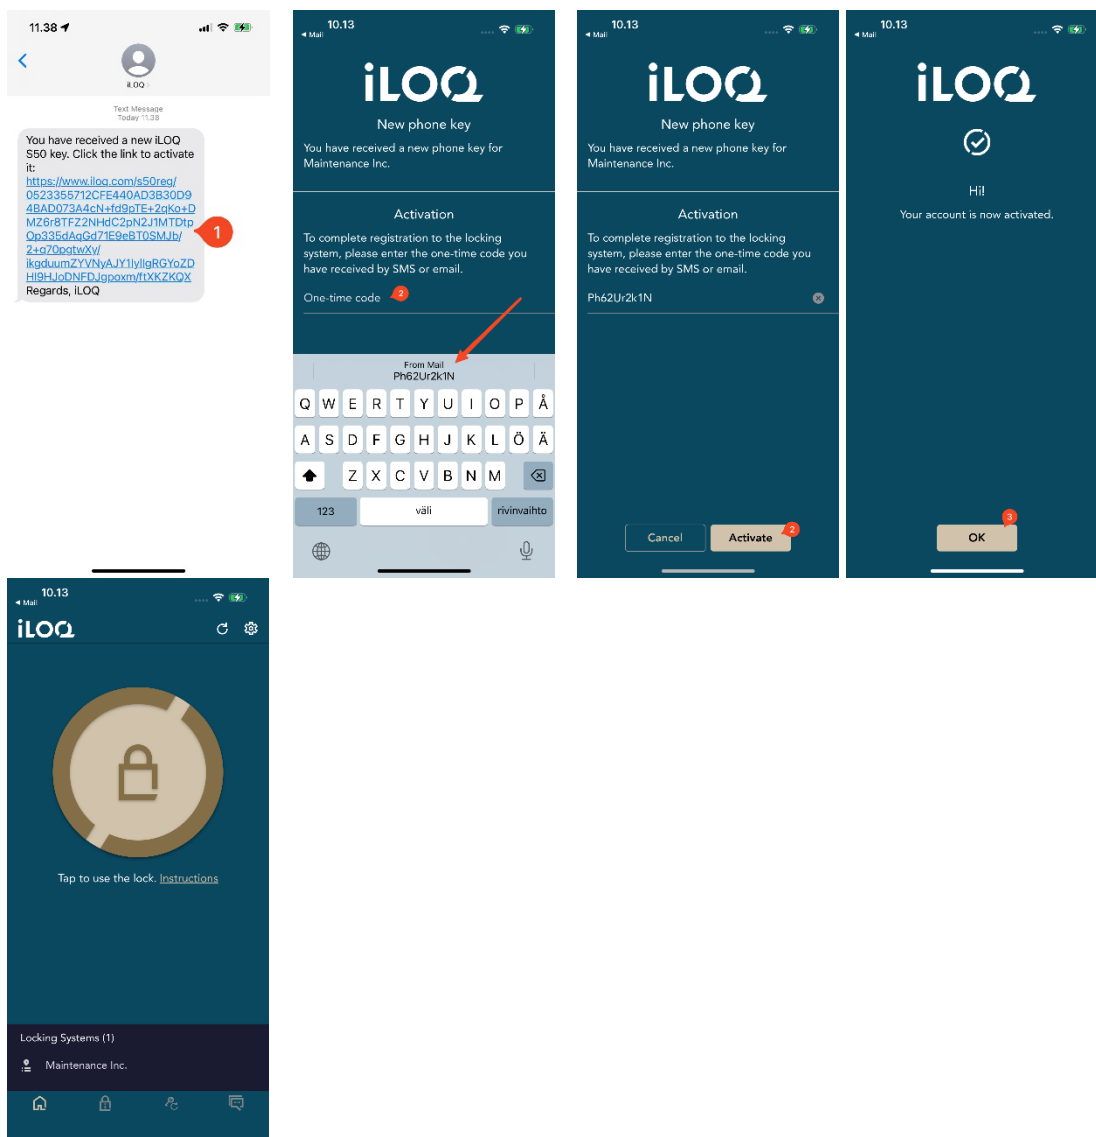 11.38
iLOQ
Text Message
Today 11.38
You have received a new iLOQ
S50 key. Click the link to activate
it:
https://www.iloq.com/s50reg/
0523355712CFE440AD3B30D9
4BAD073A4cN+fd9pTE+2qKo+D
MZ6r8TFZ2NHdC2pN2J1MTDtp
Op335dAqGd71E9eBT0SMJb/
2+q70pqtwXy/
ikgduumZYVNyAJY1IyllgRGYoZD
HI9HJoDNFDJgpoxm/ftXKZKQX
Regards, iLOQ
1
10.13
Mail
iLOQ
New phone key
You have received a new phone key for
Maintenance Inc.
Activation
To complete registration to the locking
system, please enter the one-time code you
have received by SMS or email.
One-time code
2
From Mail
Ph62Ur2k1N
Q W E R T Y U I O P Å
A S D F G H J K L Ö Ä
Z X C V B N M
123 väli rivinvaihto
10.13
Mail
iLOQ
New phone key
You have received a new phone key for
Maintenance Inc.
Activation
To complete registration to the locking
system, please enter the one-time code you
have received by SMS or email.
Ph62Ur2k1N
Cancel Activate 2
10.13
Mail
iLOQ
Hi!
Your account is now activated.
3
OK
10.13
Mail
iLOQ
Tap to use the lock. Instructions
Locking Systems (1)
Maintenance Inc.